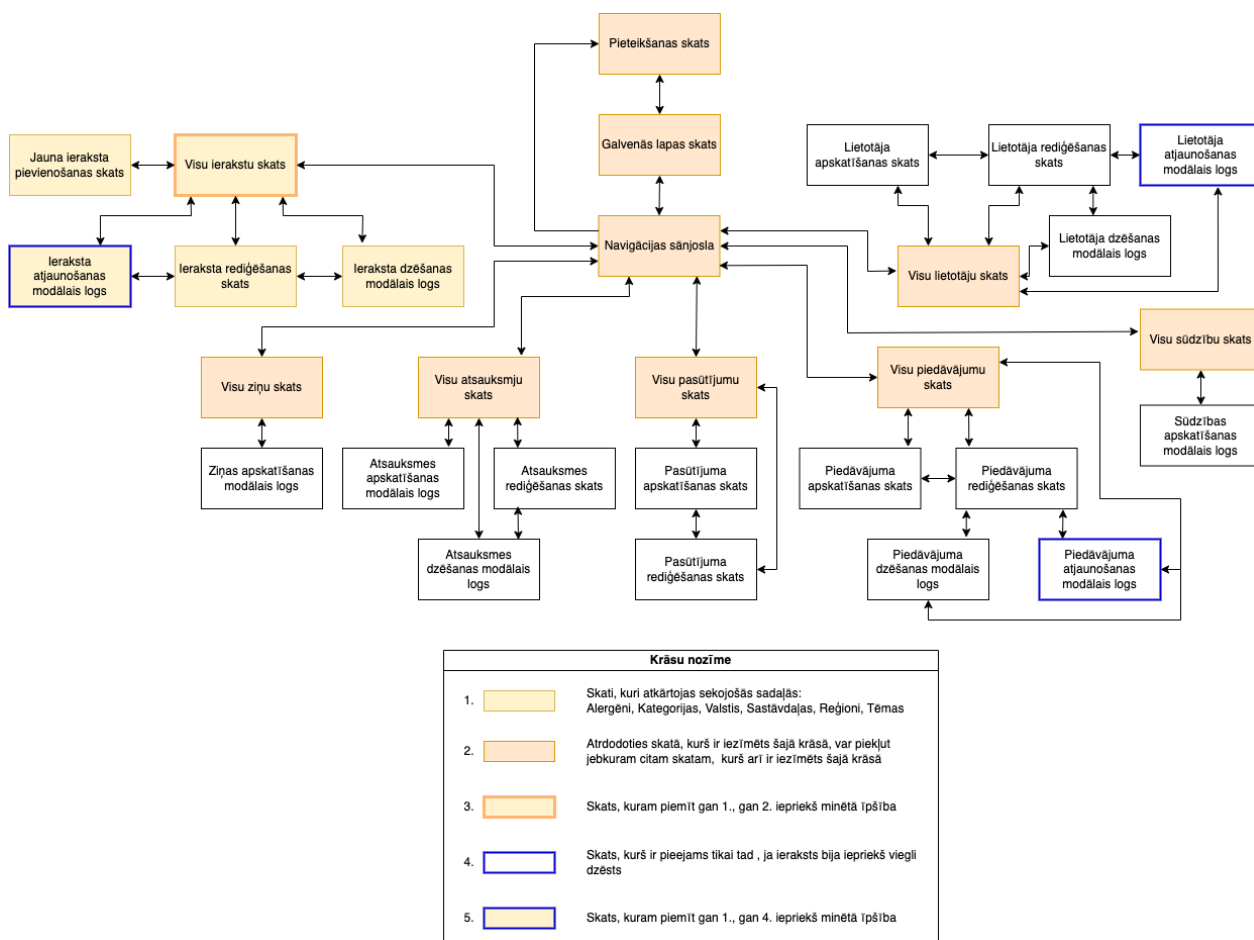 Pieteikšanas skats
Galvenās lapas skats
Jauna ieraksta
pievienošanas skats
Visu ierakstu skats
Lietotāja
apskatīšanas skats
Lietotāja rediģēšanas
skats
Lietotāja
atjaunošanas
modālais logs
Ieraksta
atjaunošanas
modālais logs
Ieraksta rediģēšanas
skats
Ieraksta dzēšanas
modālais logs
Navigācijas sānjosla
Visu lietotāju skats
Lietotāja dzēšanas
modālais logs
Visu sūdzību skats
Visu ziņu skats
Visu atsauksmju
skats
Visu pasūtījumu
skats
Visu piedāvājumu
skats
Sūdzības
apskatīšanas
modālais logs
Ziņas apskatīšanas
modālais logs
Atsauksmes
apskatīšanas
modālais logs
Atsauksmes
rediģēšanas skats
Pasūtījuma
apskatīšanas skats
Piedāvājuma
apskatīšanas skats
Piedāvājuma
rediģēšanas skats
Atsauksmes
dzēšanas modālais
logs
Pasūtījuma
rediģēšanas skats
Piedāvājuma
dzēšanas modālais
logs
Piedāvājuma
atjaunošanas
modālais logs
Krāsu nozīme
1. Skati, kuri atkārtojas sekojošās sadaļās:
Alergēni, Kategorijas, Valstis, Sastāvdaļas, Reģioni, Tēmas
2. Atrdodoties skatā, kurš ir iezīmēts šajā krāsā, var piekļut
jebkuram citam skatam, kurš arī ir iezīmēts šajā krāsā
3. Skats, kuram piemīt gan 1., gan 2. iepriekš minētā īpšība
4. Skats, kurš ir pieejams tikai tad , ja ieraksts bija iepriekš viegli
dzēsts
5. Skats, kuram piemīt gan 1., gan 4. iepriekš minētā īpšība